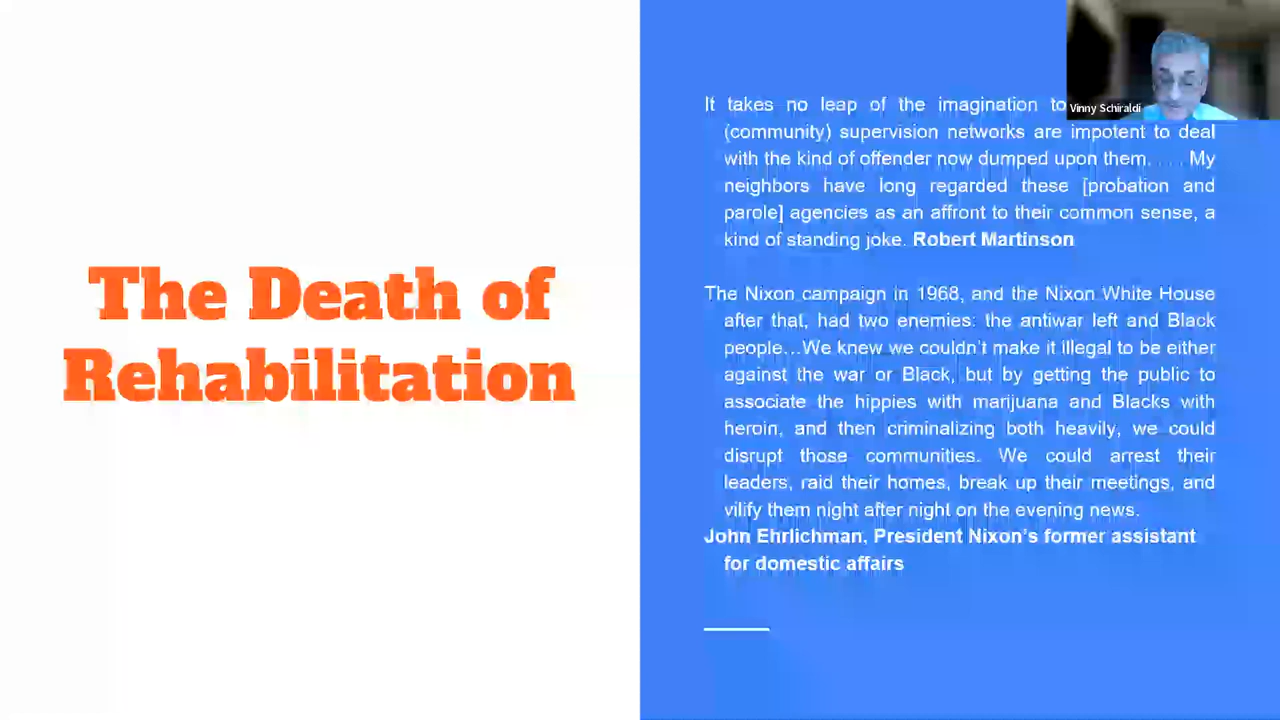 The Death of
Rehabilitation
It takes no leap of the imagination to
(community) supervision networks are impotent to deal
with the kind of offender now dumped upon them. . . . My
neighbors have long regarded these [probation and
parole] agencies as an affront to their common sense, a
kind of standing joke. Robert Martinson
The Nixon campaign in 1968, and the Nixon White House
after that, had two enemies: the antiwar left and Black
people…We knew we couldn't make it illegal to be either
against the war or Black, but by getting the public to
associate the hippies with marijuana and Blacks with
heroin, and then criminalizing both heavily, we could
disrupt those communities. We could arrest their
leaders, raid their homes, break up their meetings, and
vilify them night after night on the evening news.
John Ehrlichman, President Nixon's former assistant
for domestic affairs
Vinny Schiraldi